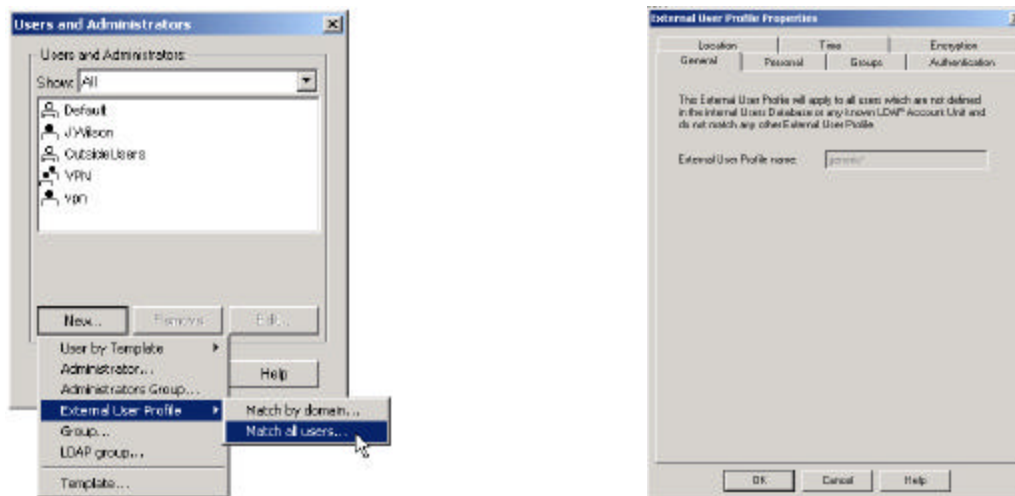 Users and Administrators
Users and Administrators
Show: All
Default
JWilson
OutsideUsers
VPN
vpn
New...
Remove
Edit...
User by Template
Administrator...
Help
Administrators Group...
External User Profile
Match by domain...
Group...
Match all users...
LDAP group...
Template...
External User Profile Properties
Location
Time
Encryption
General
Personal
Groups
Authentication
This External User Profile will apply to all users which are not defined
in the internal Users Database or any known LDAP Account Unit and
do not match any other External User Profile
External User Profile name:
generic*
OK
Cancel
Help